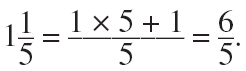 1 1/5 = (1 × 5 + 1)/5 = 6/5.